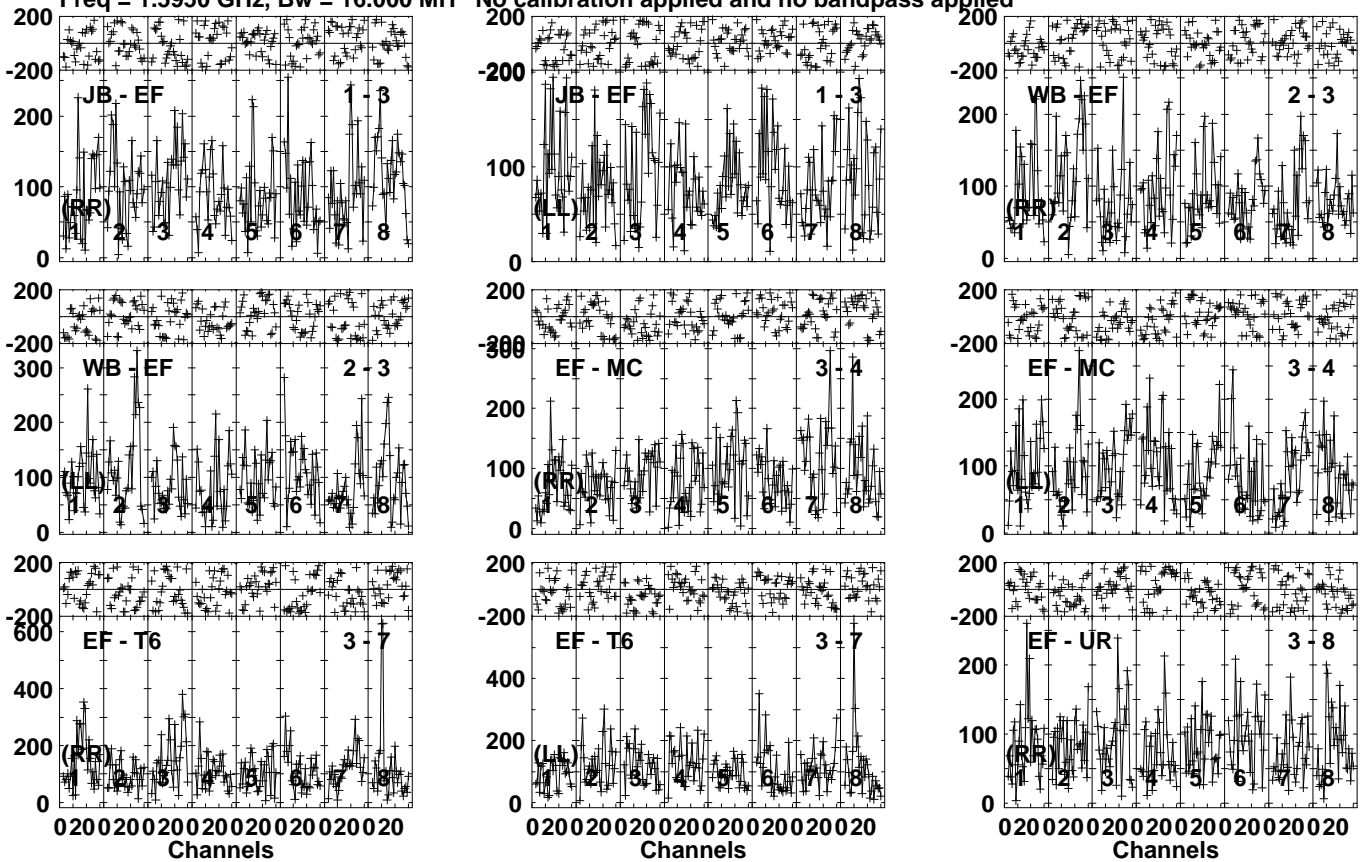 Freq = 1.5950 GHz, Bw = 16.000 MH No calibration applied and no bandpass applied
200 200 200
-200 -200 -200
JB - EF 1 - 3 JB - EF 1 - 3 WB - EF 2 - 3
200 200 200
100 100 100
(RR) (LL) (RR)
1 2 3 4 5 6 7 8 1 2 3 4 5 6 7 8 1 2 3 4 5 6 7 8
0 0 0
200 200 200
-200 -200 -200
300 300
WB - EF 2 - 3 EF - MC 3 - 4 EF - MC 3 - 4
200 200 200
100 100 100
(LL) (RR) (LL)
1 2 3 4 5 6 7 8 1 2 3 4 5 6 7 8 1 2 3 4 5 6 7 8
0 0 0
200 200 200
-200 -200 -200
600
EF - T6 3 - 7 EF - T6 3 - 7 EF - UR 3 - 8
400 400 200
200 200 100
(RR) (LL) (RR)
1 2 3 4 5 6 7 8 1 2 3 4 5 6 7 8 1 2 3 4 5 6 7 8
0 0 0
0 20 0 20 0 20 0 20 0 20 0 20 0 20 0 20 0 20 0 20 0 20 0 20 0 20 0 20 0 20 0 20 0 20 0 20 0 20 0 20 0 20 0 20 0 20 0 20
Channels Channels Channels